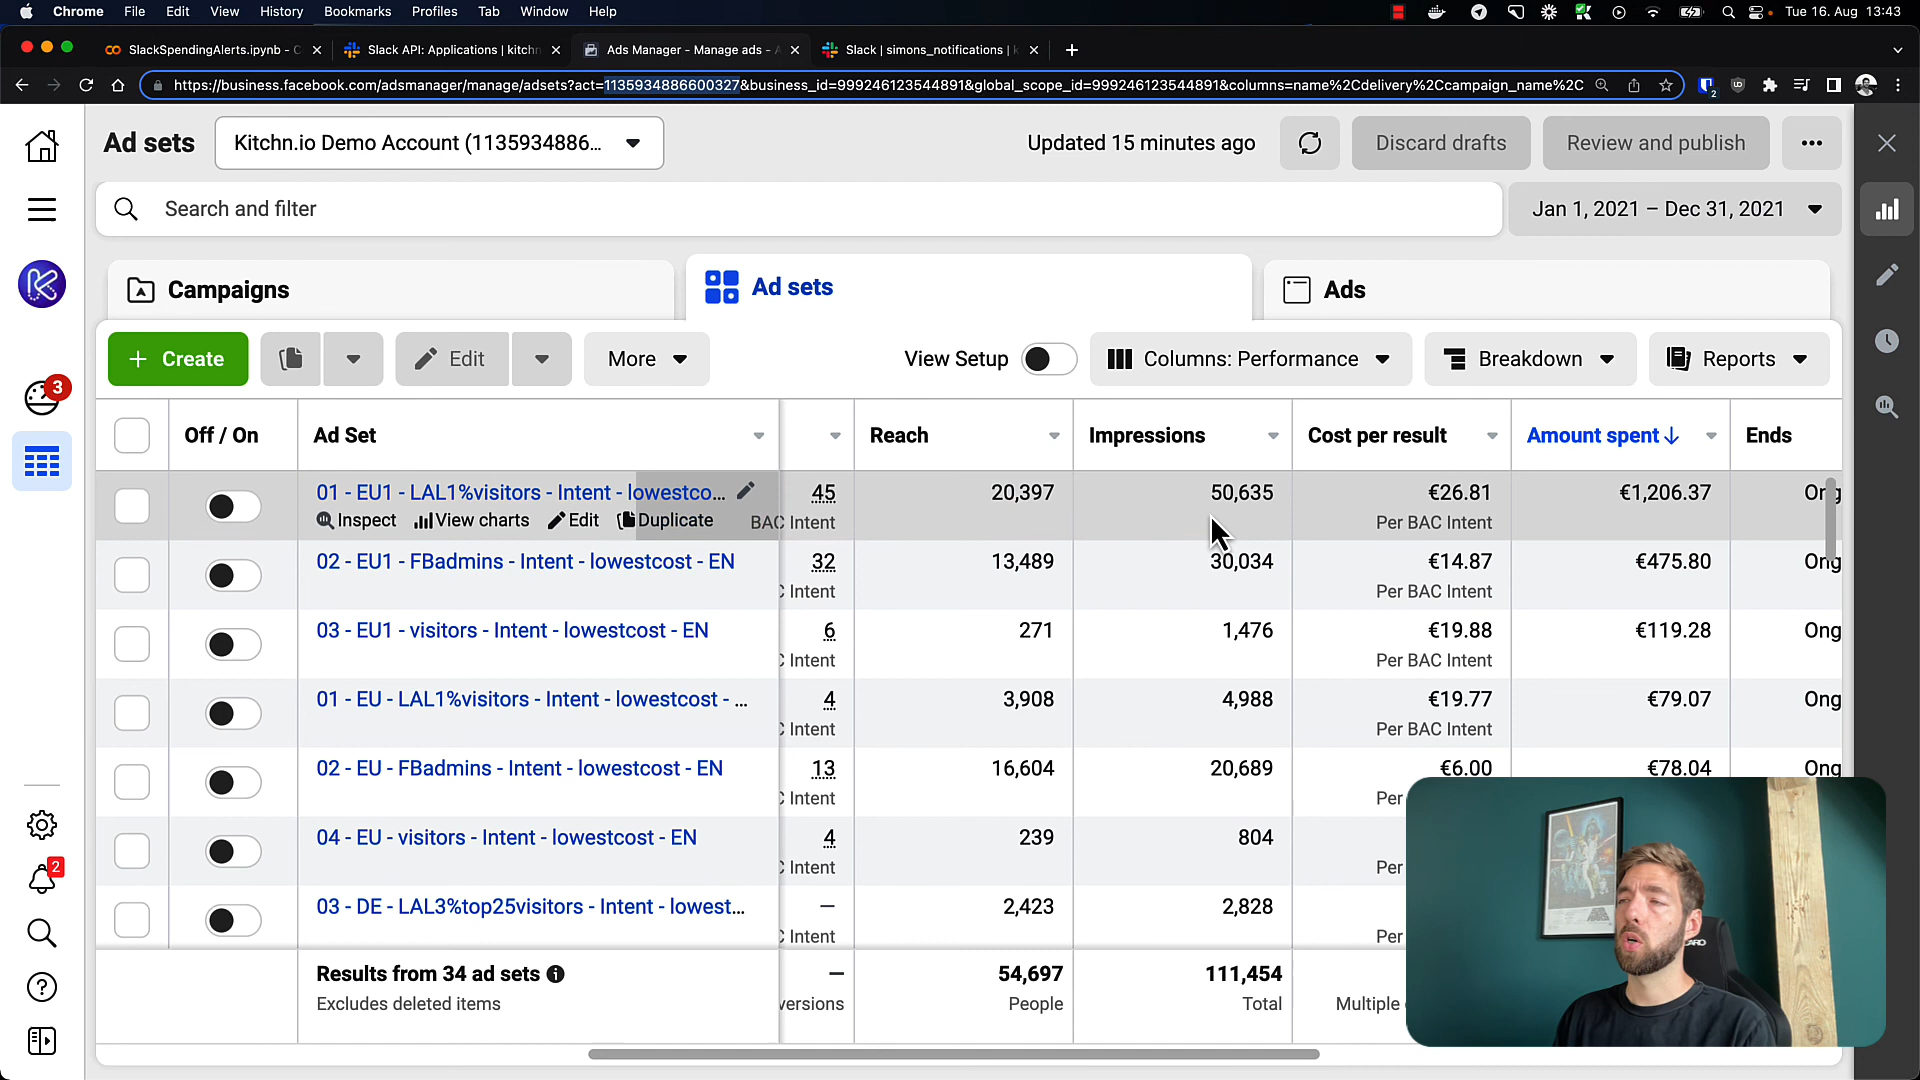 Chrome File Edit View History Bookmarks Profiles Tab Window Help Tue 16. Aug 13:43
SlackSpendingAlerts.ipynb - C
Slack API: Applications | kitchn
Ads Manager - Manage ads - A
Slack | simons_notifications | k
https://business.facebook.com/adsmanager/manage/adsets?act=1135934886600327&business_id=999246123544891&global_scope_id=999246123544891&columns=name%2Cdelivery%2Ccampaign_name%2C
2
Ad sets
Kitchn.io Demo Account (1135934886...
Updated 15 minutes ago
Discard drafts
Review and publish
Search and filter
Jan 1, 2021 – Dec 31, 2021
Campaigns
Ad sets
Ads
+ Create
Edit
More
View Setup
Columns: Performance
Breakdown
Reports
3
Off / On Ad Set Reach Impressions Cost per result Amount spent Ends
01 - EU1 - LAL1%visitors - Intent - lowestco... 45 20,397 50,635 €26.81 €1,206.37 Ong
Inspect View charts Edit Duplicate BAC Intent Per BAC Intent
02 - EU1 - FBadmins - Intent - lowestcost - EN 32 13,489 30,034 €14.87 €475.80 Ong
C Intent Per BAC Intent
03 - EU1 - visitors - Intent - lowestcost - EN 6 271 1,476 €19.88 €119.28 Ong
C Intent Per BAC Intent
01 - EU - LAL1%visitors - Intent - lowestcost - ... 4 3,908 4,988 €19.77 €79.07 Ong
C Intent Per BAC Intent
02 - EU - FBadmins - Intent - lowestcost - EN 13 16,604 20,689 €6.00 €78.04 Ong
C Intent Per
04 - EU - visitors - Intent - lowestcost - EN 4 239 804
C Intent Per
03 - DE - LAL3%top25visitors - Intent - lowest... — 2,423 2,828
C Intent Per
2
Results from 34 ad sets — 54,697 111,454
Excludes deleted items versions People Total Multiple